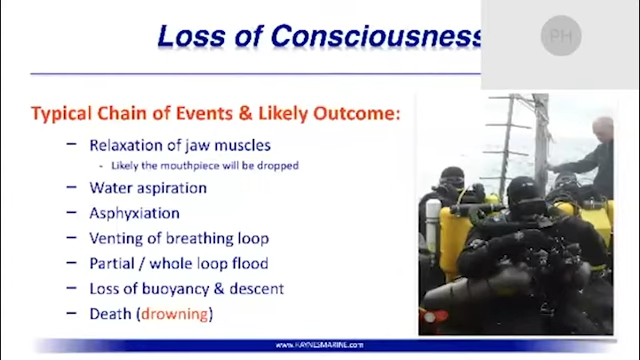 Loss of Consciousness
PH
Typical Chain of Events & Likely Outcome:
– Relaxation of jaw muscles
- Likely the mouthpiece will be dropped
– Water aspiration
– Asphyxiation
– Venting of breathing loop
– Partial / whole loop flood
– Loss of buoyancy & descent
– Death (drowning)
www.HAYNESMARINE.com